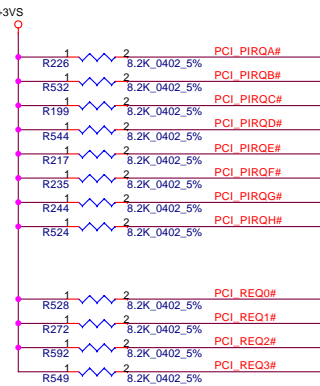 +3VS
1 2 PCI_PIRQA#
R226 8.2K_0402_5%
1 2 PCI_PIRQB#
R532 8.2K_0402_5%
1 2 PCI_PIRQC#
R199 8.2K_0402_5%
1 2 PCI_PIRQD#
R544 8.2K_0402_5%
1 2 PCI_PIRQE#
R217 8.2K_0402_5%
1 2 PCI_PIRQF#
R235 8.2K_0402_5%
1 2 PCI_PIRQG#
R244 8.2K_0402_5%
1 2 PCI_PIRQH#
R524 8.2K_0402_5%
1 2 PCI_REQ0#
R528 8.2K_0402_5%
1 2 PCI_REQ1#
R272 8.2K_0402_5%
1 2 PCI_REQ2#
R592 8.2K_0402_5%
1 2 PCI_REQ3#
R549 8.2K_0402_5%